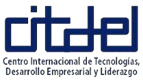 citdel
Centro Internacional de Tecnologías,
Desarrollo Empresarial y Liderazgo